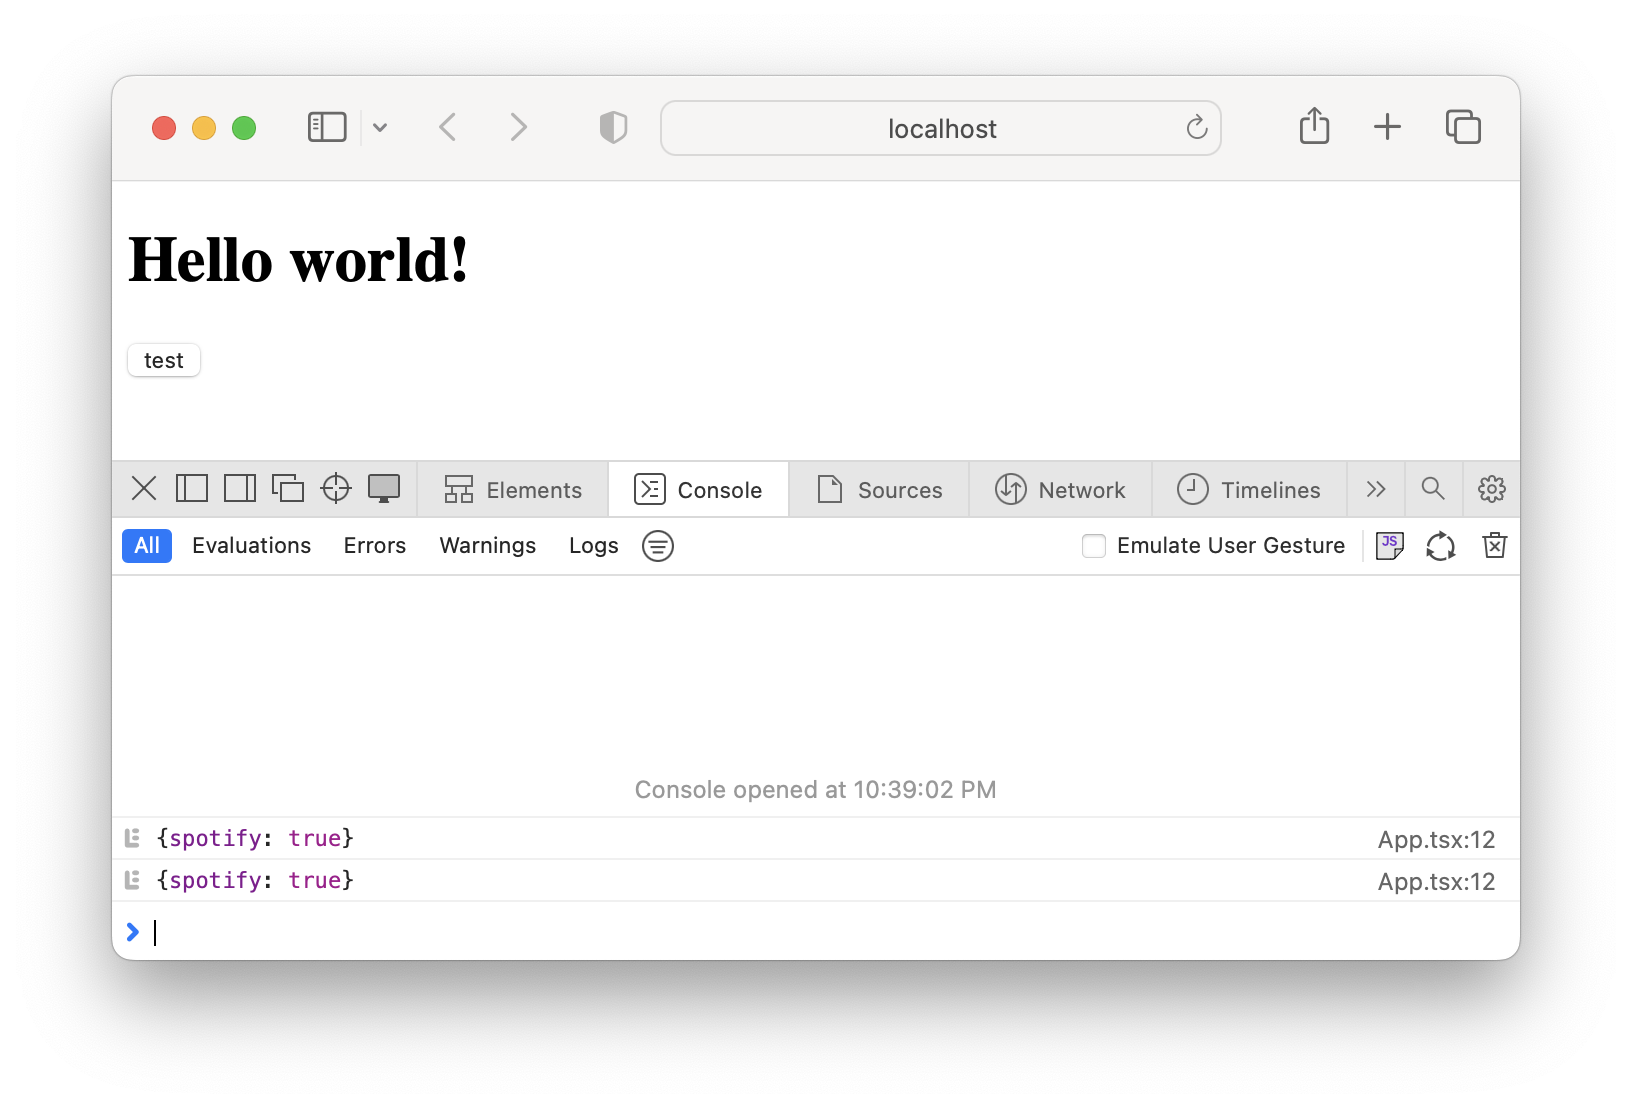 localhost
Hello world!
test
Elements Console Sources Network Timelines
All Evaluations Errors Warnings Logs Emulate User Gesture JS
Console opened at 10:39:02 PM
{spotify: true} App.tsx:12
{spotify: true} App.tsx:12